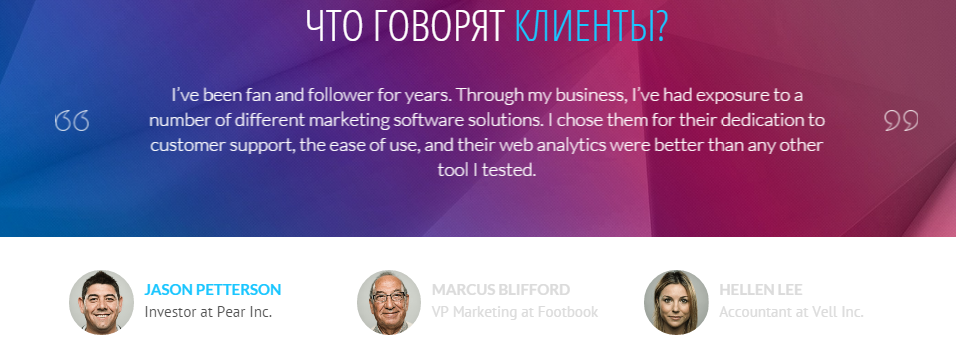 ЧТО ГОВОРЯТ КЛИЕНТЫ?
I've been fan and follower for years. Through my business, I've had exposure to a
number of different marketing software solutions. I chose them for their dedication to
customer support, the ease of use, and their web analytics were better than any other
tool I tested.
JASON PETTERSON
Investor at Pear Inc.
MARCUS BLIFFORD
VP Marketing at Footbook
HELLEN LEE
Accountant at Vell Inc.